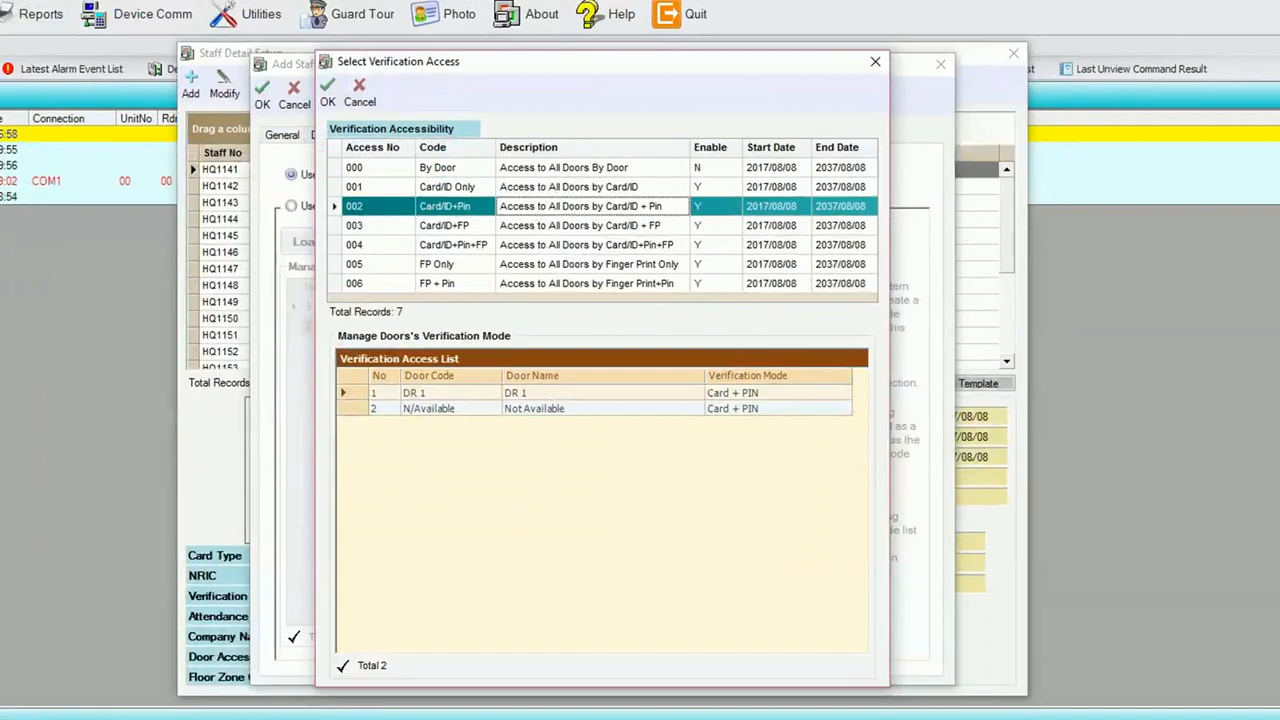 Reports Device Comm Utilities Guard Tour Photo About Help Quit
Latest Alarm Event List
Last Unview Command Result
Connection UnitNo
COM1 00 00
Staff Detail Setup
Add Modify
Drag a colu
Staff No
HQ1141
HQ1142
HQ1143
HQ1144
HQ1145
HQ1146
HQ1147
HQ1148
HQ1149
HQ1150
HQ1151
HQ1152
HQ1153
Total Records
Card Type
NRIC
Verification
Attendance
Company Na
Door Access
Floor Zone
Add Staf
OK Cancel
General
Select Verification Access
OK Cancel
Verification Accessibility
Access No Code Description Enable Start Date End Date
000 By Door Access to All Doors By Door N 2017/08/08 2037/08/08
001 Card/ID Only Access to All Doors by Card/ID Y 2017/08/08 2037/08/08
002 Card/ID+Pin Access to All Doors by Card/ID + Pin Y 2017/08/08 2037/08/08
003 Card/ID+FP Access to All Doors by Card/ID + FP Y 2017/08/08 2037/08/08
004 Card/ID+Pin+FP Access to All Doors by Card/ID+Pin+FP Y 2017/08/08 2037/08/08
005 FP Only Access to All Doors by Finger Print Only Y 2017/08/08 2037/08/08
006 FP + Pin Access to All Doors by Finger Print+Pin Y 2017/08/08 2037/08/08
Total Records: 7
Manage Doors's Verification Mode
Verification Access List
No Door Code Door Name Verification Mode
1 DR 1 DR 1 Card + PIN
2 N/Available Not Available Card + PIN
Total 2
Template